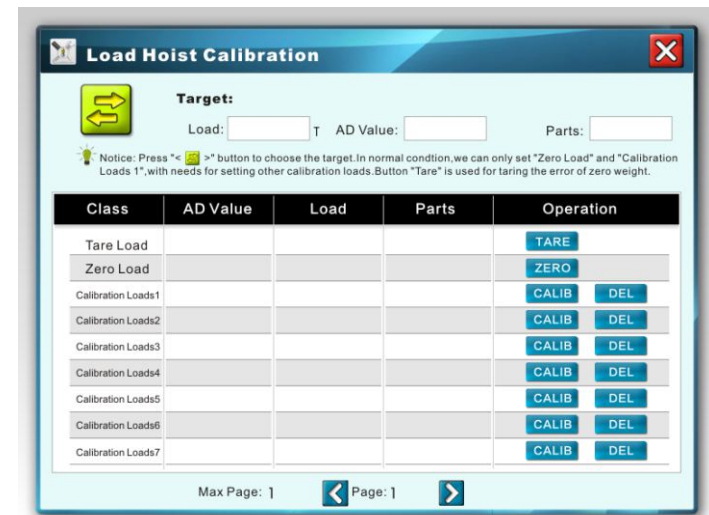 Load Hoist Calibration
Target:
Load: T AD Value: Parts:
Notice: Press "< >" button to choose the target.In normal condtion,we can only set "Zero Load" and "Calibration
Loads 1",with needs for setting other calibration loads.Button "Tare" is used for taring the error of zero weight.
Class AD Value Load Parts Operation
Tare Load TARE
Zero Load ZERO
Calibration Loads1 CALIB DEL
Calibration Loads2 CALIB DEL
Calibration Loads3 CALIB DEL
Calibration Loads4 CALIB DEL
Calibration Loads5 CALIB DEL
Calibration Loads6 CALIB DEL
Calibration Loads7 CALIB DEL
Max Page: 1 Page: 1